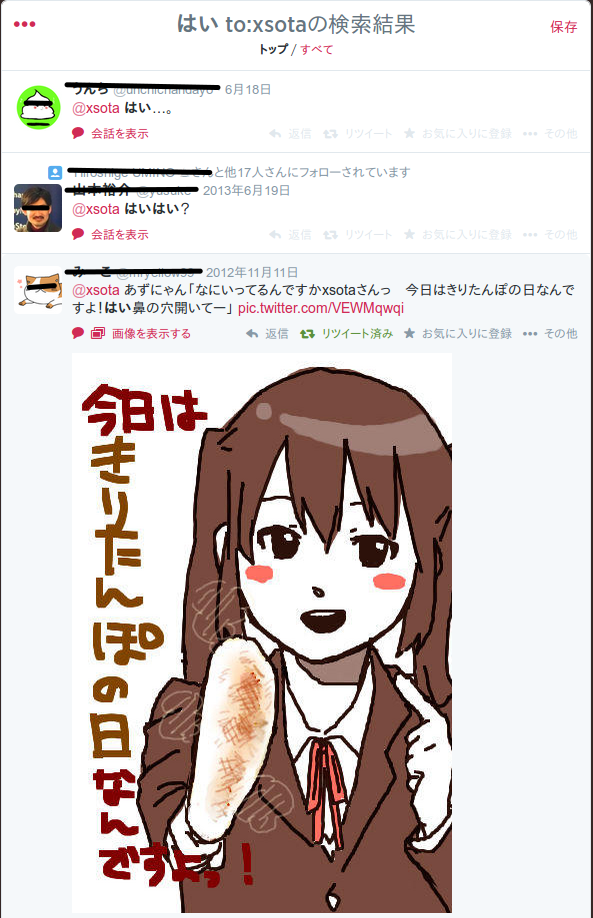 はい to:xsotaの検索結果
保存
トップ / すべて
6月18日
@xsota はい…。
会話を表示
返信 リツイート お気に入りに登録 その他
と他17人さんにフォローされています
2013年6月19日
@xsota はいはい?
会話を表示
返信 リツイート お気に入りに登録 その他
2012年11月11日
@xsota あずにゃん「なにいってるんですかxsotaさんっ　今日はきりたんぽの日なんで
すよ!はい鼻の穴開いてー」 pic.twitter.com/VEWMqwqi
画像を表示する
返信 リツイート済み お気に入りに登録 その他
今日は
きりたんぽの日なん
ですよっ!